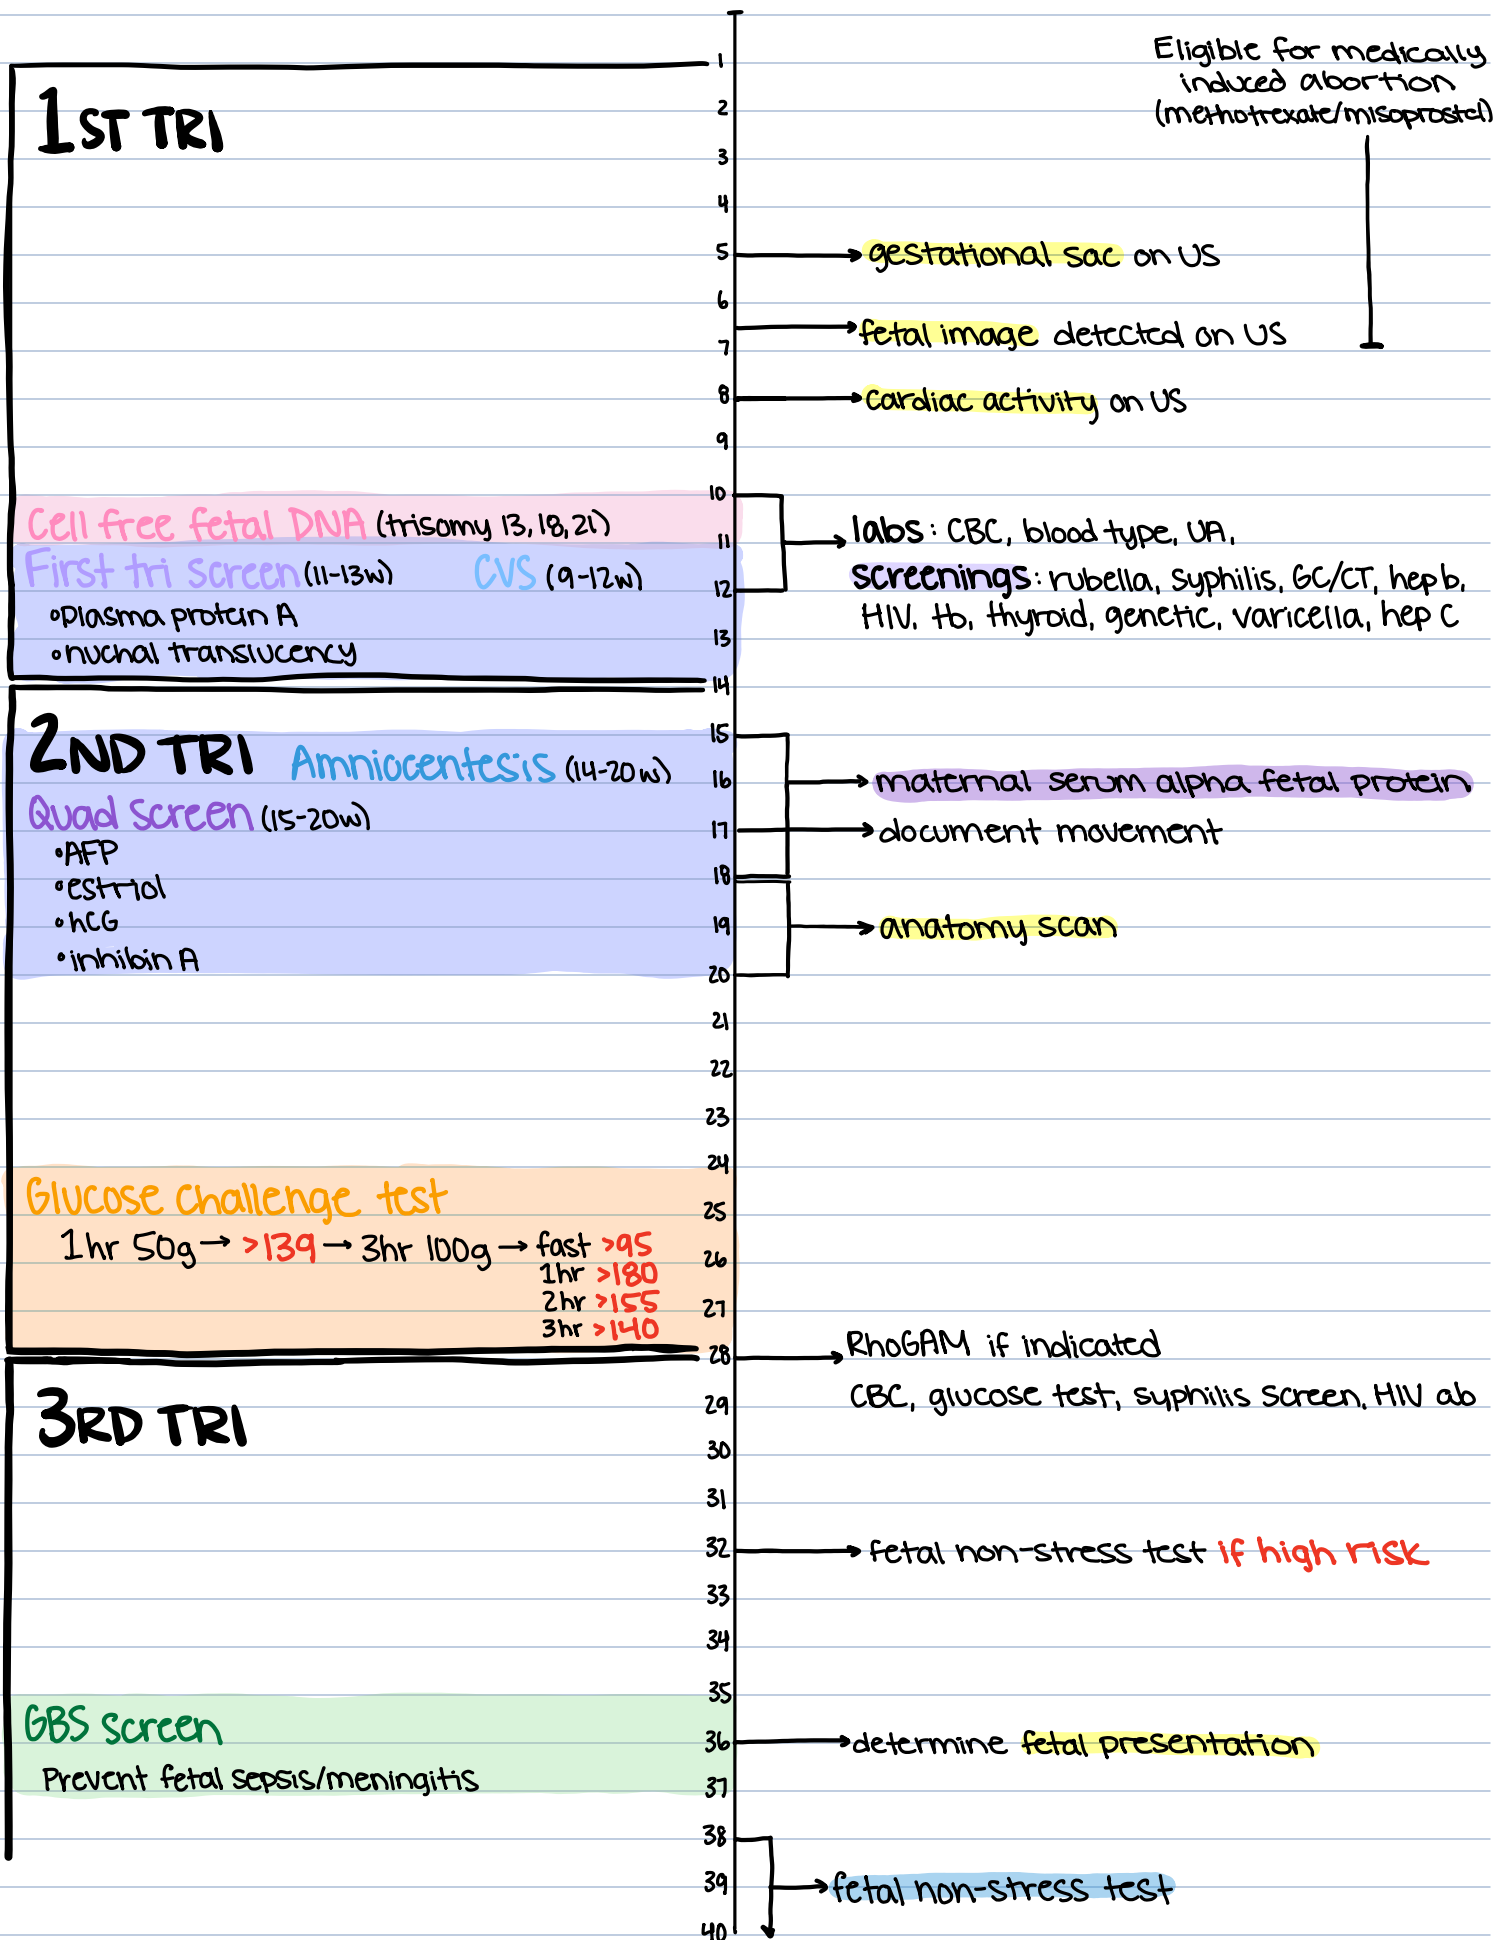 Eligible for medically
induced abortion
(methotrexate/misoprostol)
1
1ST TRI
2
3
4
5
gestational sac on US
6
fetal image detected on US
7
8
cardiac activity on US
9
10
Cell free fetal DNA (trisomy 13, 18, 21)
11
labs: CBC, blood type, UA,
First tri screen (11-13w)
CVS (9-12w)
12
screenings: rubella, syphilis, GC/CT, hep b,
HIV, tb, thyroid, genetic, varicella, hep C
•Plasma protein A
13
•nuchal translucency
14
2ND TRI
15
Amniocentesis (14-20w)
16
maternal serum alpha fetal protein
Quad screen (15-20w)
17
document movement
•AFP
18
•estriol
•hCG
19
anatomy scan
•inhibin A
20
21
22
23
24
Glucose challenge test
25
1hr 50g → >139 → 3hr 100g → fast >95
26
1hr >180
2hr >155
27
3hr >140
28
RhoGAM if indicated
CBC, glucose test, syphilis screen, HIV ab
29
3RD TRI
30
31
32
fetal non-stress test if high risk
33
34
35
GBS screen
36
determine fetal presentation
Prevent fetal sepsis/meningitis
37
38
39
fetal non-stress test
40